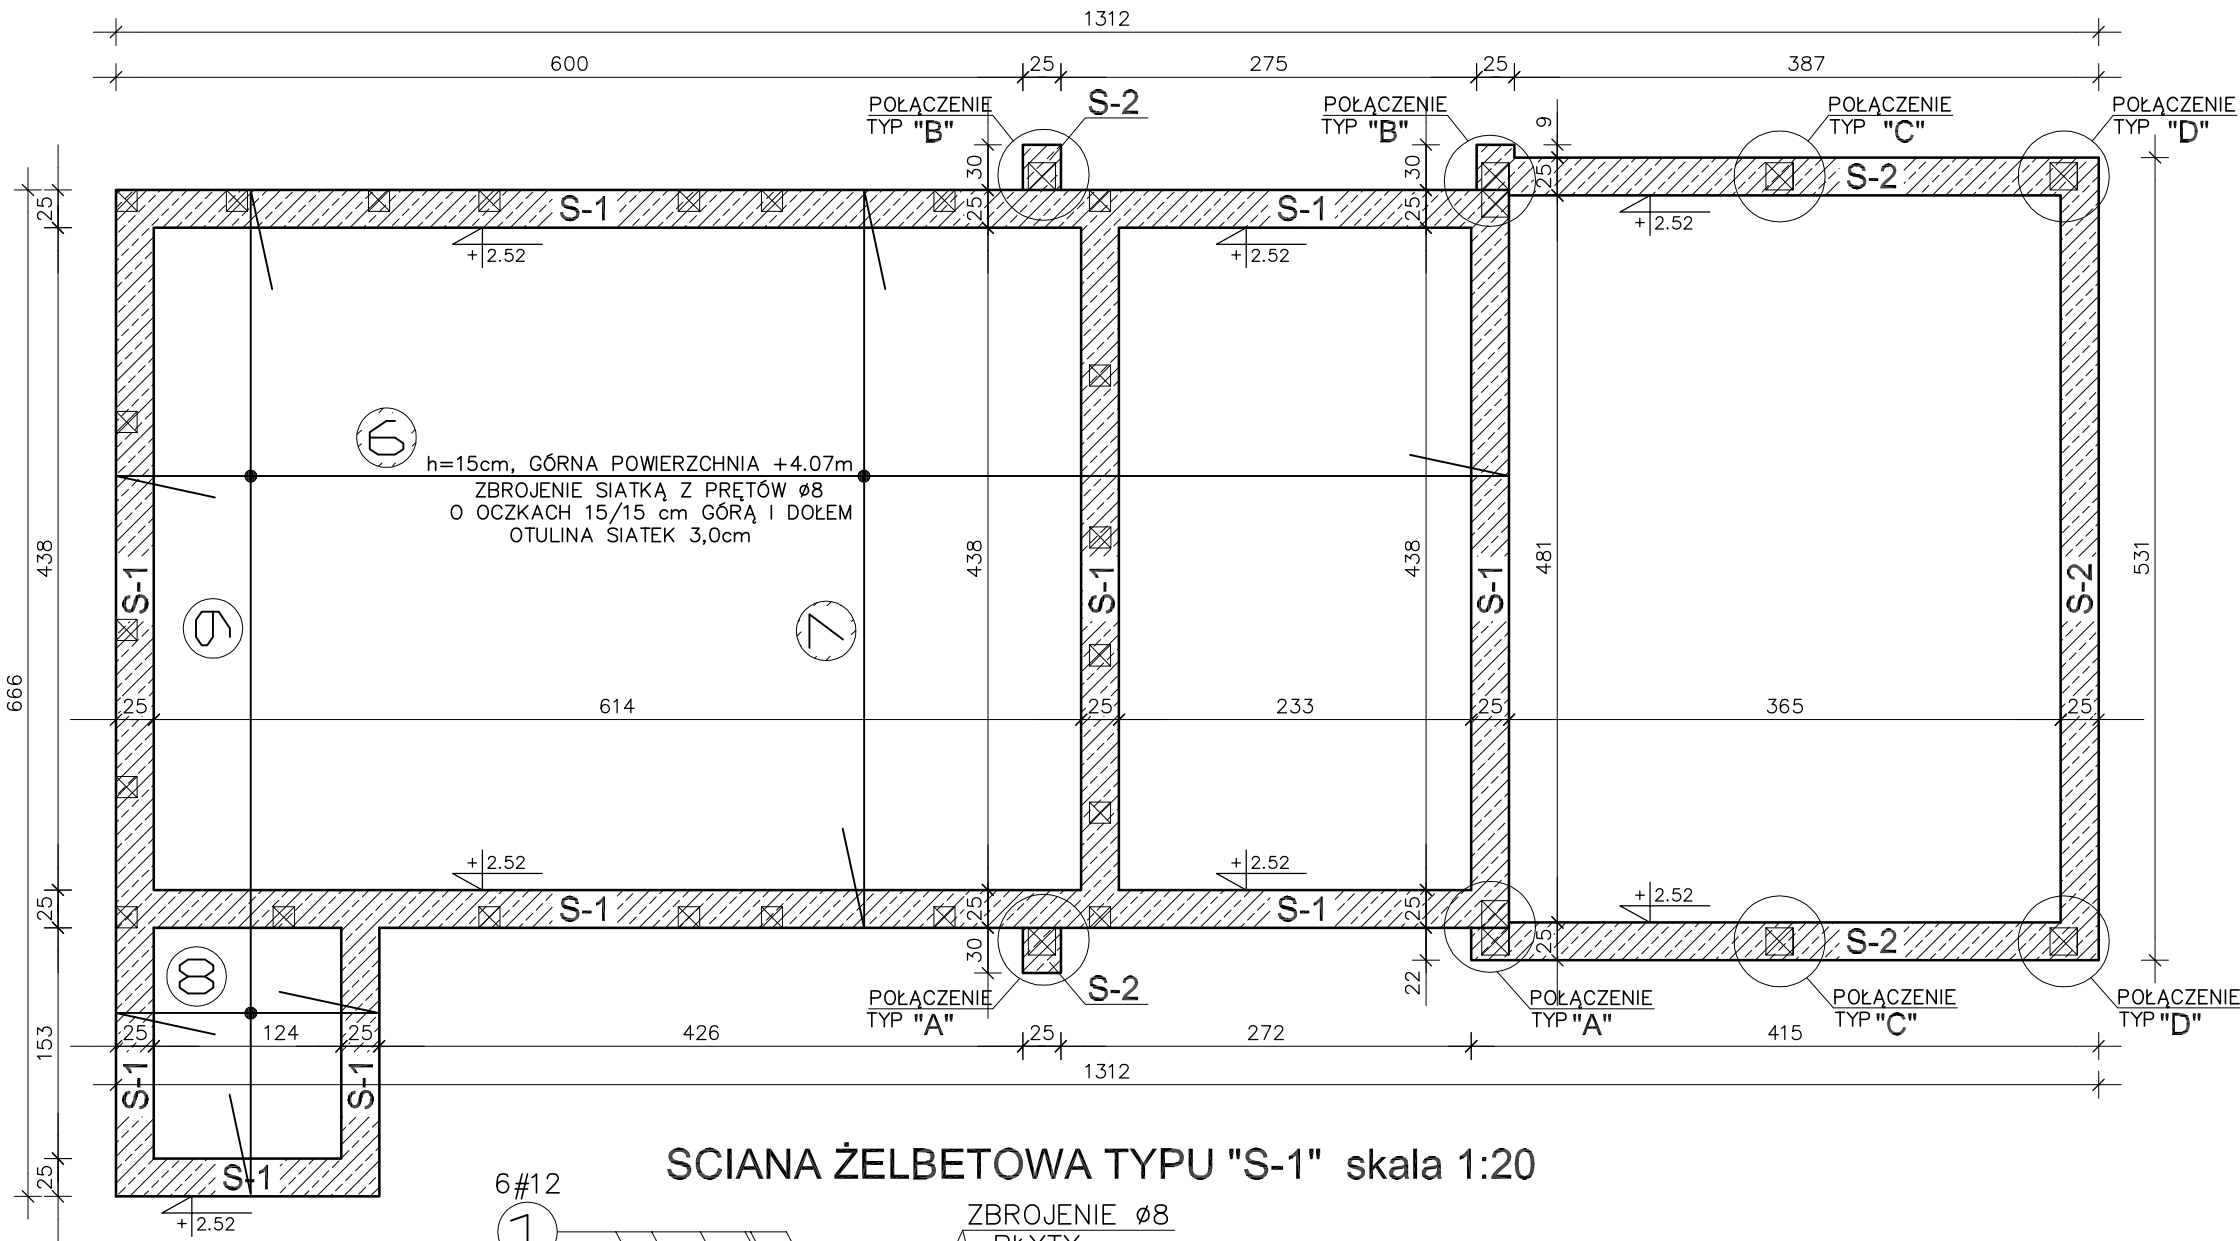 1312
600 25 275 25 387
POŁĄCZENIE
TYP "B"
S-2
POŁĄCZENIE
TYP "B"
POŁĄCZENIE
TYP "C"
POŁĄCZENIE
TYP "D"
30
30
9
25
25
25
25
S-1
S-1
S-2
+2.52
+2.52
+2.52
6
h=15cm, GÓRNA POWIERZCHNIA +4.07m
ZBROJENIE SIATKĄ Z PRĘTÓW ø8
O OCZKACH 15/15 cm GÓRĄ I DOŁEM
OTULINA SIATEK 3,0cm
666
438
S-1
9
7
438
S-1
438
S-1
481
S-2
531
25 614 25 233 25 365 25
+2.52
+2.52
+2.52
25
S-1
25
S-1
25
25
S-2
30
22
8
S-2
POŁĄCZENIE
TYP "A"
POŁĄCZENIE
TYP "A"
POŁĄCZENIE
TYP "C"
POŁĄCZENIE
TYP "D"
153
25 124 25 426 25 272 415
1312
S-1
S-1
25
S-1
+2.52
SCIANA ŻELBETOWA TYPU "S-1" skala 1:20
6#12
1
ZBROJENIE ø8
PŁYTY